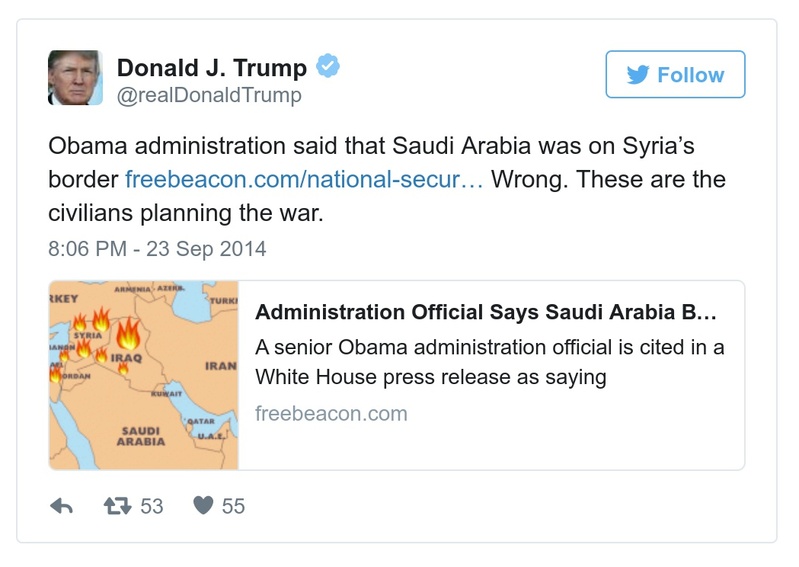 Donald J. Trump
@realDonaldTrump
Follow
Obama administration said that Saudi Arabia was on Syria’s
border freebeacon.com/national-secur… Wrong. These are the
civilians planning the war.
8:06 PM - 23 Sep 2014
RKEY
ARMENIA
AZERB.
TURKI
SYRIA
ANON
IRAQ
IRAN
ORDAN
KUWAIT
QATAR
SAUDI
ARABIA
U.A.E.
Administration Official Says Saudi Arabia B…
A senior Obama administration official is cited in a
White House press release as saying
freebeacon.com
53
55